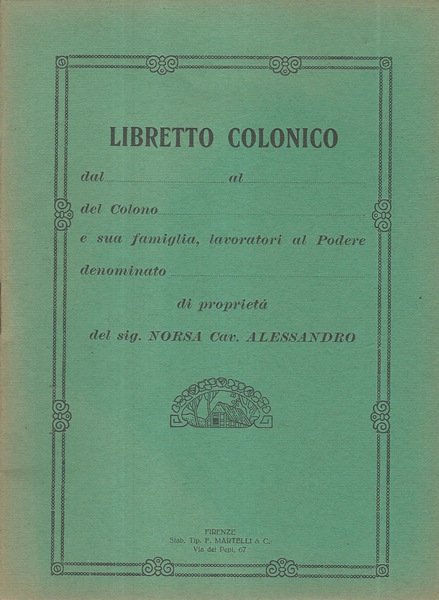 LIBRETTO COLONICO
dal al
del Colono
e sua famiglia, lavoratori al Podere
denominato
di proprietá
del sig. NORSA Cav. ALESSANDRO
FIRENZE
Stab. Tip. F. MARTELLI & C.
Via dei Pepi, 67